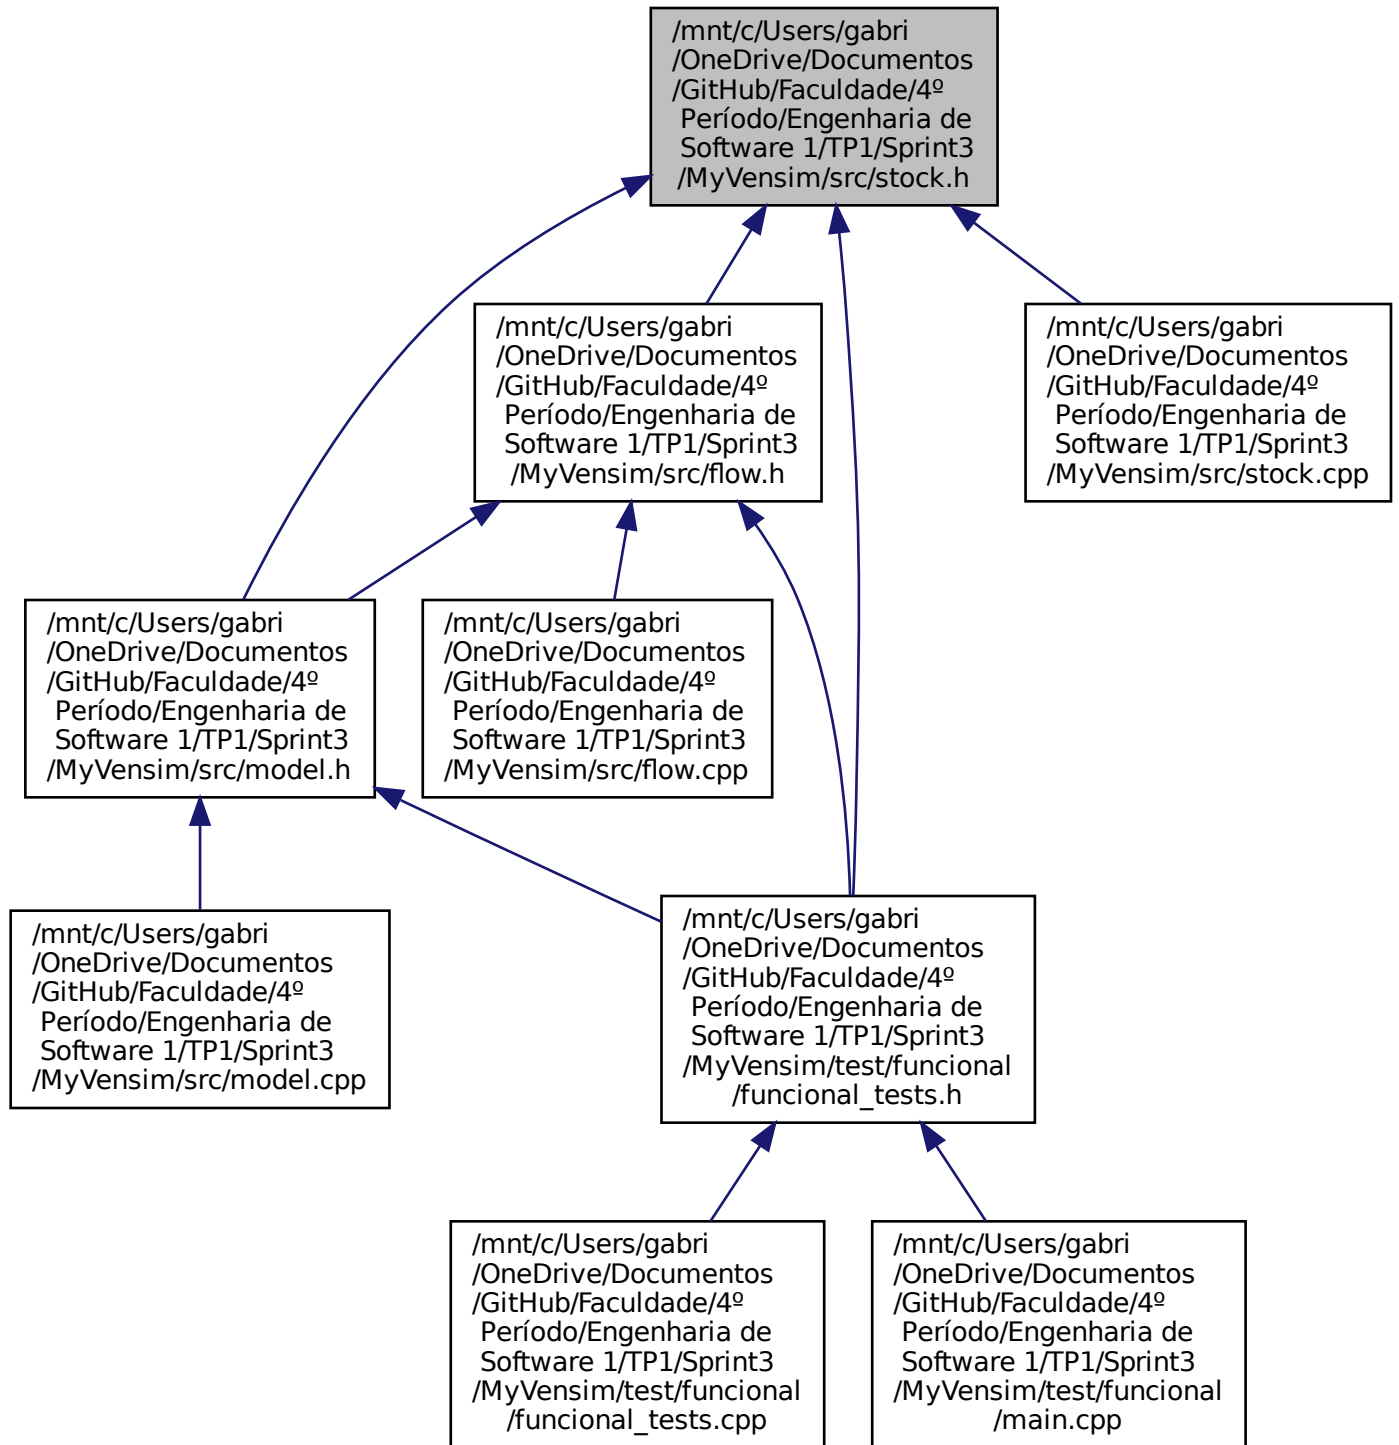 /mnt/c/Users/gabri
/OneDrive/Documentos
/GitHub/Faculdade/4º
Período/Engenharia de
Software 1/TP1/Sprint3
/MyVensim/src/stock.h
/mnt/c/Users/gabri
/OneDrive/Documentos
/GitHub/Faculdade/4º
Período/Engenharia de
Software 1/TP1/Sprint3
/MyVensim/src/flow.h
/mnt/c/Users/gabri
/OneDrive/Documentos
/GitHub/Faculdade/4º
Período/Engenharia de
Software 1/TP1/Sprint3
/MyVensim/src/stock.cpp
/mnt/c/Users/gabri
/OneDrive/Documentos
/GitHub/Faculdade/4º
Período/Engenharia de
Software 1/TP1/Sprint3
/MyVensim/src/model.h
/mnt/c/Users/gabri
/OneDrive/Documentos
/GitHub/Faculdade/4º
Período/Engenharia de
Software 1/TP1/Sprint3
/MyVensim/src/flow.cpp
/mnt/c/Users/gabri
/OneDrive/Documentos
/GitHub/Faculdade/4º
Período/Engenharia de
Software 1/TP1/Sprint3
/MyVensim/src/model.cpp
/mnt/c/Users/gabri
/OneDrive/Documentos
/GitHub/Faculdade/4º
Período/Engenharia de
Software 1/TP1/Sprint3
/MyVensim/test/funcional
/funcional_tests.h
/mnt/c/Users/gabri
/OneDrive/Documentos
/GitHub/Faculdade/4º
Período/Engenharia de
Software 1/TP1/Sprint3
/MyVensim/test/funcional
/funcional_tests.cpp
/mnt/c/Users/gabri
/OneDrive/Documentos
/GitHub/Faculdade/4º
Período/Engenharia de
Software 1/TP1/Sprint3
/MyVensim/test/funcional
/main.cpp